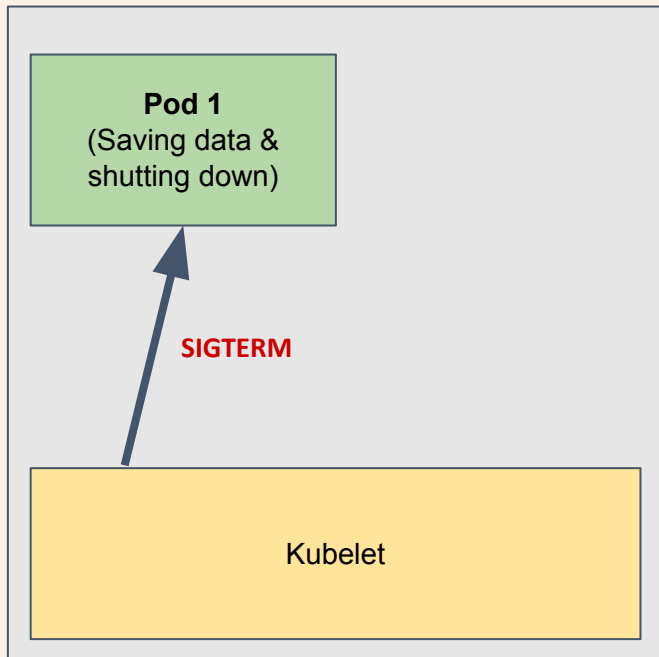 Pod 1
(Saving data &
shutting down)
SIGTERM
Kubelet